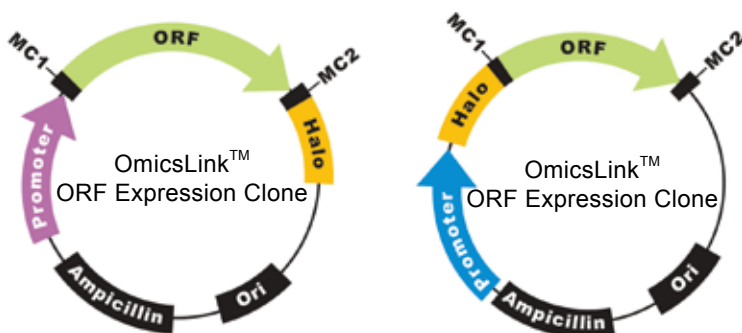 MC1
ORF
MC2
Halo
Promoter
OmicsLink™
ORF Expression Clone
Ampicillin
Ori
MC1
ORF
MC2
Halo
Promoter
OmicsLink™
ORF Expression Clone
Ampicillin
Ori